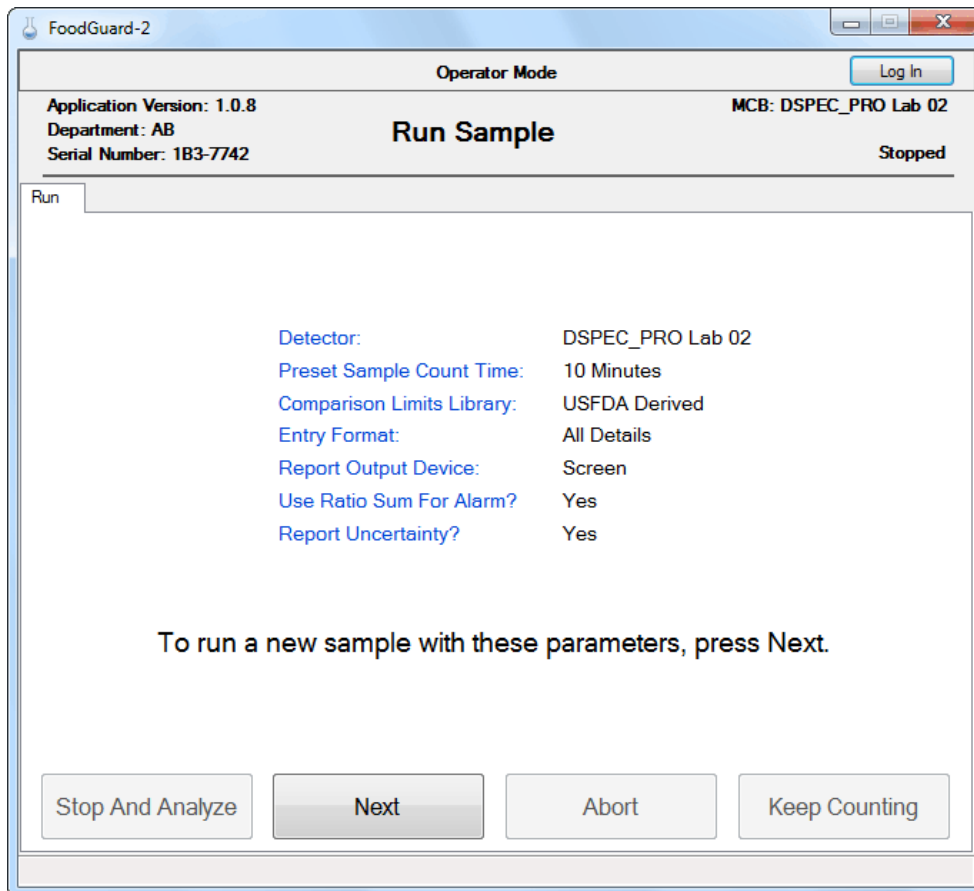 FoodGuard-2
Operator Mode
Log In
Application Version: 1.0.8
Department: AB
Serial Number: 1B3-7742
Run Sample
MCB: DSPEC_PRO Lab 02
Stopped
Run
Detector: DSPEC_PRO Lab 02
Preset Sample Count Time: 10 Minutes
Comparison Limits Library: USFDA Derived
Entry Format: All Details
Report Output Device: Screen
Use Ratio Sum For Alarm? Yes
Report Uncertainty? Yes
To run a new sample with these parameters, press Next.
Stop And Analyze
Next
Abort
Keep Counting